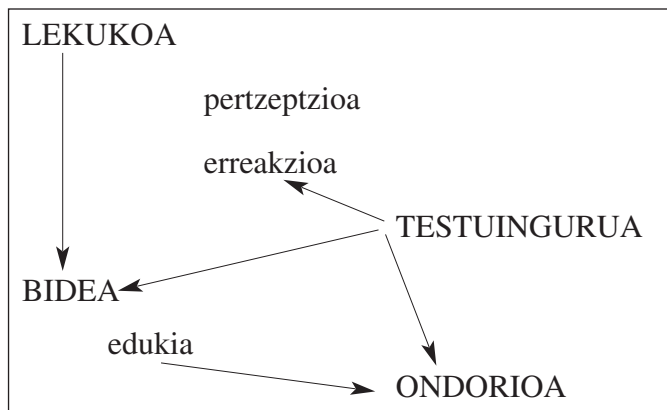 LEKUKOA
pertzeptzioa
erreakzioa
TESTUINGURUA
BIDEA
edukia
ONDORIOA